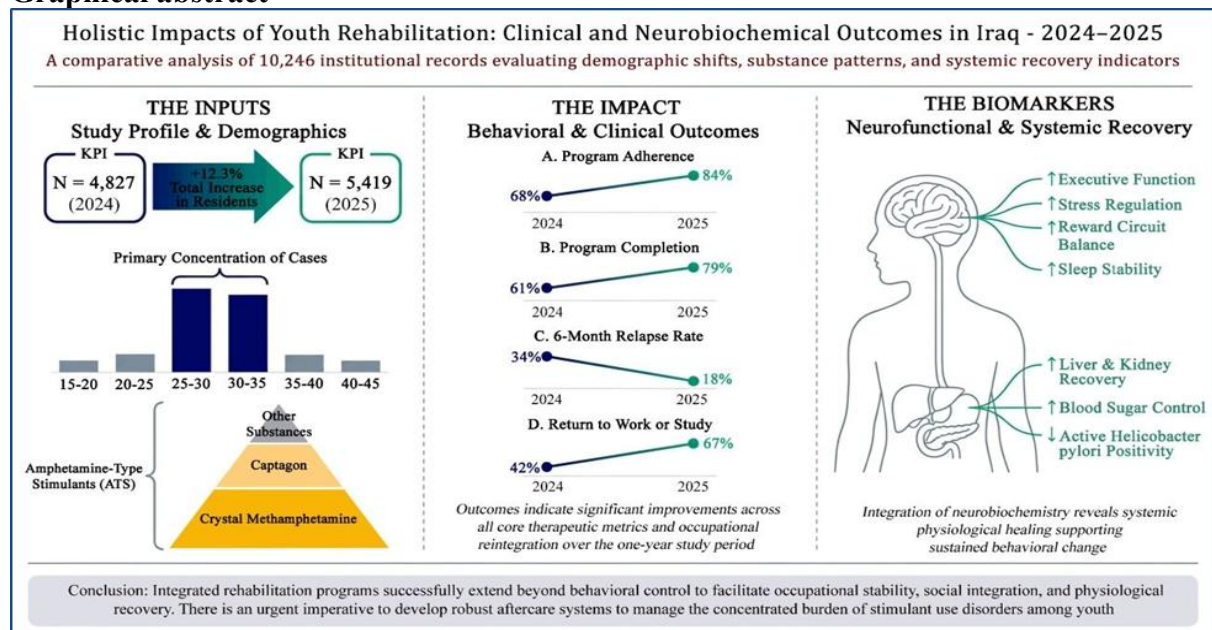 Graphical abstract
Holistic Impacts of Youth Rehabilitation: Clinical and Neurobiochemical Outcomes in Iraq - 2024–2025
A comparative analysis of 10,246 institutional records evaluating demographic shifts, substance patterns, and systemic recovery indicators
THE INPUTS
Study Profile & Demographics
KPI
N = 4,827
(2024)
+12.3%
Total Increase
in Residents
KPI
N = 5,419
(2025)
Primary Concentration of Cases
15-20 20-25 25-30 30-35 35-40 40-45
Other
Substances
Captagon
Crystal Methamphetamine
Amphetamine-Type
Stimulants (ATS)
THE IMPACT
Behavioral & Clinical Outcomes
A. Program Adherence
68% 84%
2024 2025
B. Program Completion
61% 79%
2024 2025
C. 6-Month Relapse Rate
34% 18%
2024 2025
D. Return to Work or Study
42% 67%
2024 2025
Outcomes indicate significant improvements across
all core therapeutic metrics and occupational
reintegration over the one-year study period
THE BIOMARKERS
Neurofunctional & Systemic Recovery
↑Executive Function
↑Stress Regulation
↑Reward Circuit
Balance
↑Sleep Stability
↑Liver & Kidney
Recovery
↑Blood Sugar Control
↓Active Helicobacter
pylori Positivity
Integration of neurobiochemistry reveals systemic
physiological healing supporting
sustained behavioral change
Conclusion: Integrated rehabilitation programs successfully extend beyond behavioral control to facilitate occupational stability, social integration, and physiological
recovery. There is an urgent imperative to develop robust aftercare systems to manage the concentrated burden of stimulant use disorders among youth